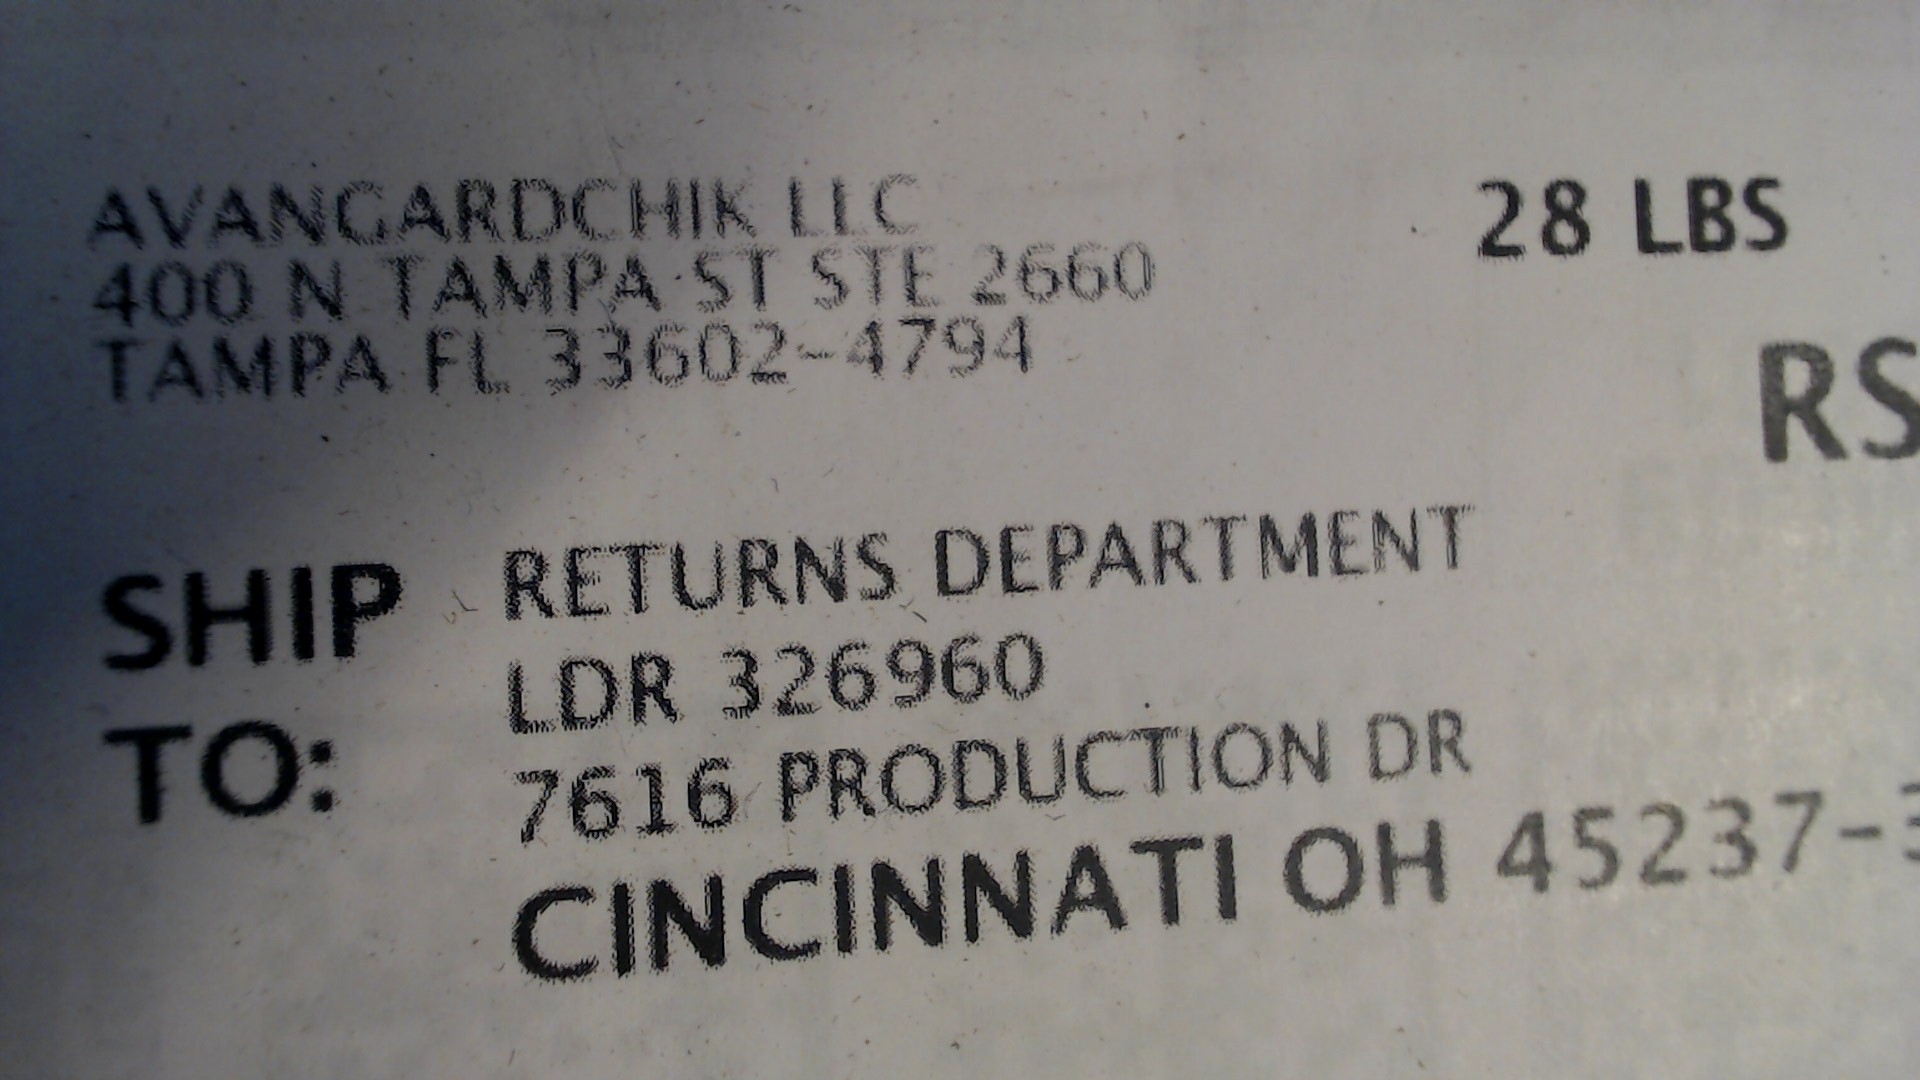 AVANGARDCHIK LLC
400 N TAMPA ST STE 2660
TAMPA FL 33602-4794
28 LBS
RS
SHIP TO:
RETURNS DEPARTMENT
LDR 326960
7616 PRODUCTION DR
CINCINNATI OH 45237-3